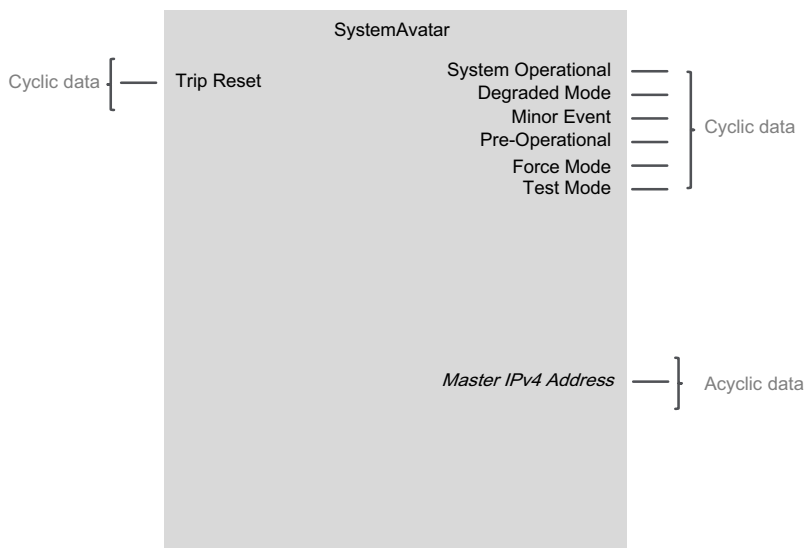 SystemAvatar
Cyclic data
Trip Reset
System Operational
Degraded Mode
Minor Event
Pre-Operational
Force Mode
Test Mode
Cyclic data
Master IPv4 Address
Acyclic data